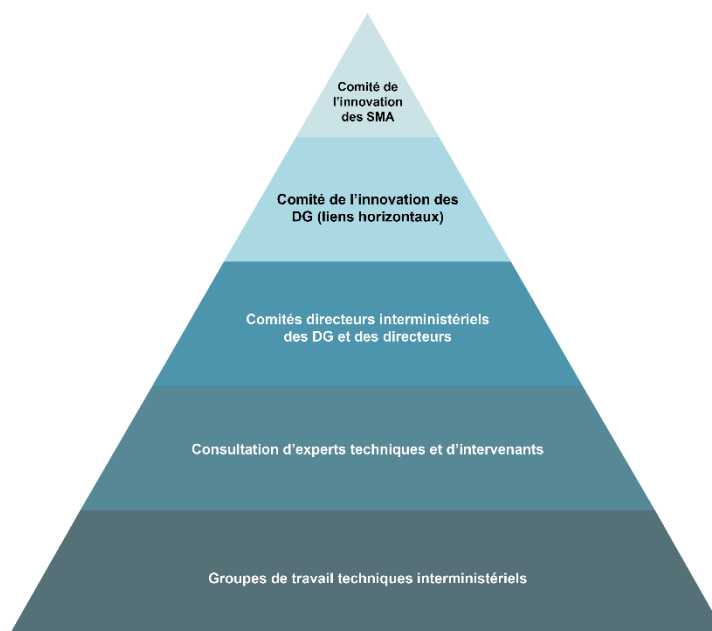 Comité de
l'innovation
des SMA
Comité de l'innovation des
DG (liens horizontaux)
Comités directeurs interministériels
des DG et des directeurs
Consultation d'experts techniques et d'intervenants
Groupes de travail techniques interministériels